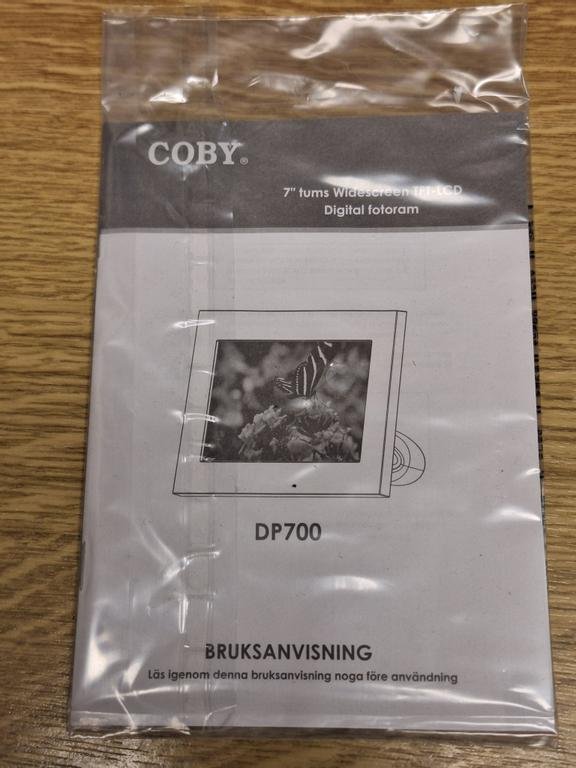 COBY®
7" tums Widescreen TFT-LCD
Digital fotoram
DP700
BRUKSANVISNING
Läs igenom denna bruksanvisning noga före användning